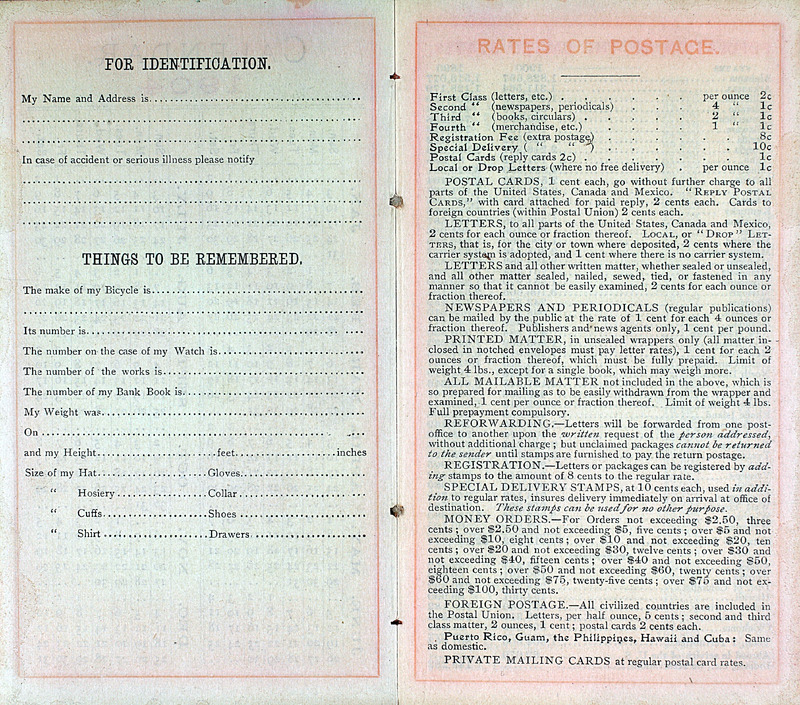 FOR IDENTIFICATION.
My Name and Address is
In case of accident or serious illness please notify
THINGS TO BE REMEMBERED.
The make of my Bicycle is
Its number is
The number on the case of my Watch is
The number of the works is
The number of my Bank Book is
My Weight was
On
and my Height feet inches
Size of my Hat Gloves
“ Hosiery Collar
“ Cuffs Shoes
“ Shirt Drawers
RATES OF POSTAGE.
First Class (letters, etc.) . . . . . per ounce 2c
Second “ (newspapers, periodicals) . . . 4 “ 1c
Third “ (books, circulars) . . . . . 2 “ 1c
Fourth “ (merchandise, etc.) . . . . 1 “ 1c
Registration Fee (extra postage) . . . . . 8c
Special Delivery ( “ “ ) . . . . . 10c
Postal Cards (reply cards 2c) . . . . . . 1c
Local or Drop Letters (where no free delivery) . per ounce 1c
POSTAL CARDS, 1 cent each, go without further charge to all
parts of the United States, Canada and Mexico. “REPLY POSTAL
CARDS,” with card attached for paid reply, 2 cents each. Cards to
foreign countries (within Postal Union) 2 cents each.
LETTERS, to all parts of the United States, Canada and Mexico,
2 cents for each ounce or fraction thereof. LOCAL, or “DROP” LET-
TERS, that is, for the city or town where deposited, 2 cents where the
carrier system is adopted, and 1 cent where there is no carrier system.
LETTERS and all other written matter, whether sealed or unsealed,
and all other matter sealed, nailed, sewed, tied, or fastened in any
manner so that it cannot be easily examined, 2 cents for each ounce or
fraction thereof.
NEWSPAPERS AND PERIODICALS (regular publications)
can be mailed by the public at the rate of 1 cent for each 4 ounces or
fraction thereof. Publishers and news agents only, 1 cent per pound.
PRINTED MATTER, in unsealed wrappers only (all matter in-
closed in notched envelopes must pay letter rates), 1 cent for each 2
ounces or fraction thereof, which must be fully prepaid. Limit of
weight 4 lbs., except for a single book, which may weigh more.
ALL MAILABLE MATTER not included in the above, which is
so prepared for mailing as to be easily withdrawn from the wrapper and
examined, 1 cent per ounce or fraction thereof. Limit of weight 4 lbs.
Full prepayment compulsory.
REFORWARDING.—Letters will be forwarded from one post-
office to another upon the written request of the person addressed,
without additional charge; but unclaimed packages cannot be returned
to the sender until stamps are furnished to pay the return postage.
REGISTRATION.—Letters or packages can be registered by add-
ing stamps to the amount of 8 cents to the regular rate.
SPECIAL DELIVERY STAMPS, at 10 cents each, used in addi-
tion to regular rates, insures delivery immediately on arrival at office of
destination. These stamps can be used for no other purpose.
MONEY ORDERS.—For Orders not exceeding $2.50, three
cents; over $2.50 and not exceeding $5, five cents; over $5 and not
exceeding $10, eight cents; over $10 and not exceeding $20, ten
cents; over $20 and not exceeding $30, twelve cents; over $30 and
not exceeding $40, fifteen cents; over $40 and not exceeding $50,
eighteen cents; over $50 and not exceeding $60, twenty cents; over
$60 and not exceeding $75, twenty-five cents; over $75 and not ex-
ceeding $100, thirty cents.
FOREIGN POSTAGE.—All civilized countries are included in
the Postal Union. Letters, per half ounce, 5 cents; second and third
class matter, 2 ounces, 1 cent; postal cards 2 cents each.
Puerto Rico, Guam, the Philippines, Hawaii and Cuba: Same
as domestic.
PRIVATE MAILING CARDS at regular postal card rates.